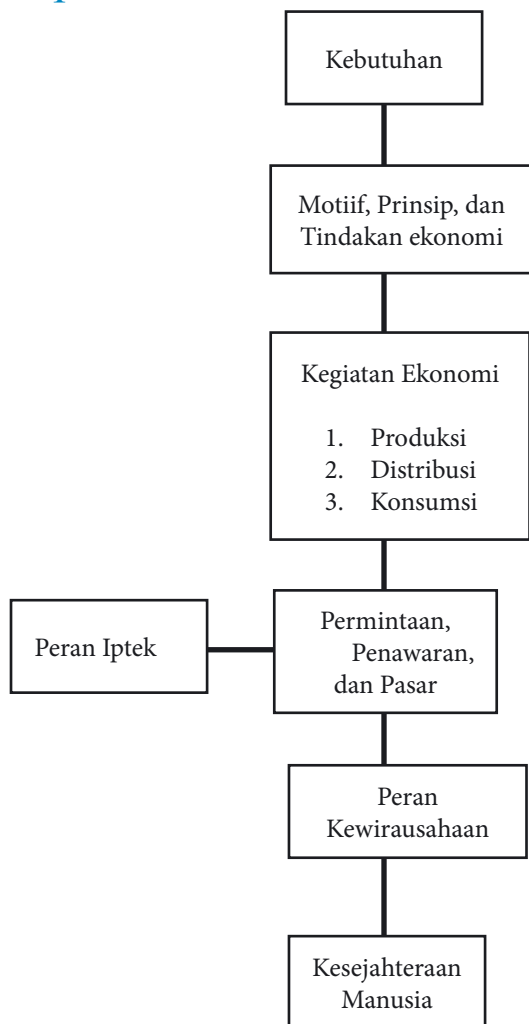 Kebutuhan
Motiif, Prinsip, dan
Tindakan ekonomi
Kegiatan Ekonomi
1. Produksi
2. Distribusi
3. Konsumsi
Peran Iptek
Permintaan,
Penawaran,
dan Pasar
Peran
Kewirausahaan
Kesejahteraan
Manusia